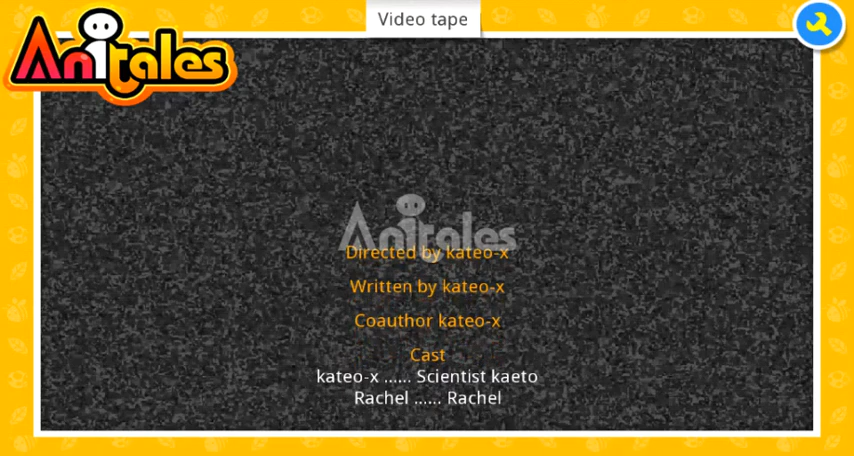 Video tape
Anitales
Anitales
Directed by kateo-x
Written by kateo-x
Coauthor kateo-x
Cast
kateo-x ...... Scientist kaeto
Rachel ...... Rachel